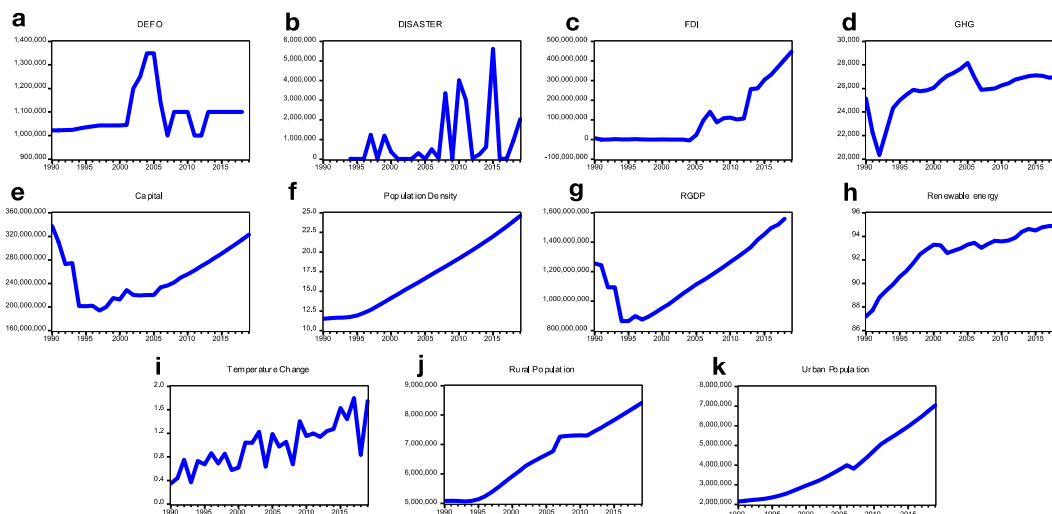 a
DEFO
1,400,000
1,300,000
1,200,000
1,100,000
1,000,000
900,000
1990 1995 2000 2005 2010 2015
b
DISASTER
6,000,000
5,000,000
4,000,000
3,000,000
2,000,000
1,000,000
0
1990 1995 2000 2005 2010 2015
c
FDI
500,000,000
400,000,000
300,000,000
200,000,000
100,000,000
0
-100,000,000
1990 1995 2000 2005 2010 2015
d
GHG
30,000
28,000
26,000
24,000
22,000
20,000
1990 1995 2000 2005 2010 2015
e
Capital
360,000,000
320,000,000
280,000,000
240,000,000
200,000,000
160,000,000
1990 1995 2000 2005 2010 2015
f
Population Density
25.0
22.5
20.0
17.5
15.0
12.5
10.0
1990 1995 2000 2005 2010 2015
g
RGDP
1,600,000,000
1,400,000,000
1,200,000,000
1,000,000,000
800,000,000
1990 1995 2000 2005 2010 2015
h
Renewable energy
96
94
92
90
88
86
1990 1995 2000 2005 2010 2015
i
Temperature Change
2.0
1.6
1.2
0.8
0.4
0.0
1990 1995 2000 2005 2010 2015
j
Rural Population
9,000,000
8,000,000
7,000,000
6,000,000
5,000,000
1990 1995 2000 2005 2010 2015
k
Urban Population
8,000,000
7,000,000
6,000,000
5,000,000
4,000,000
3,000,000
2,000,000
1990 1995 2000 2005 2010 2015